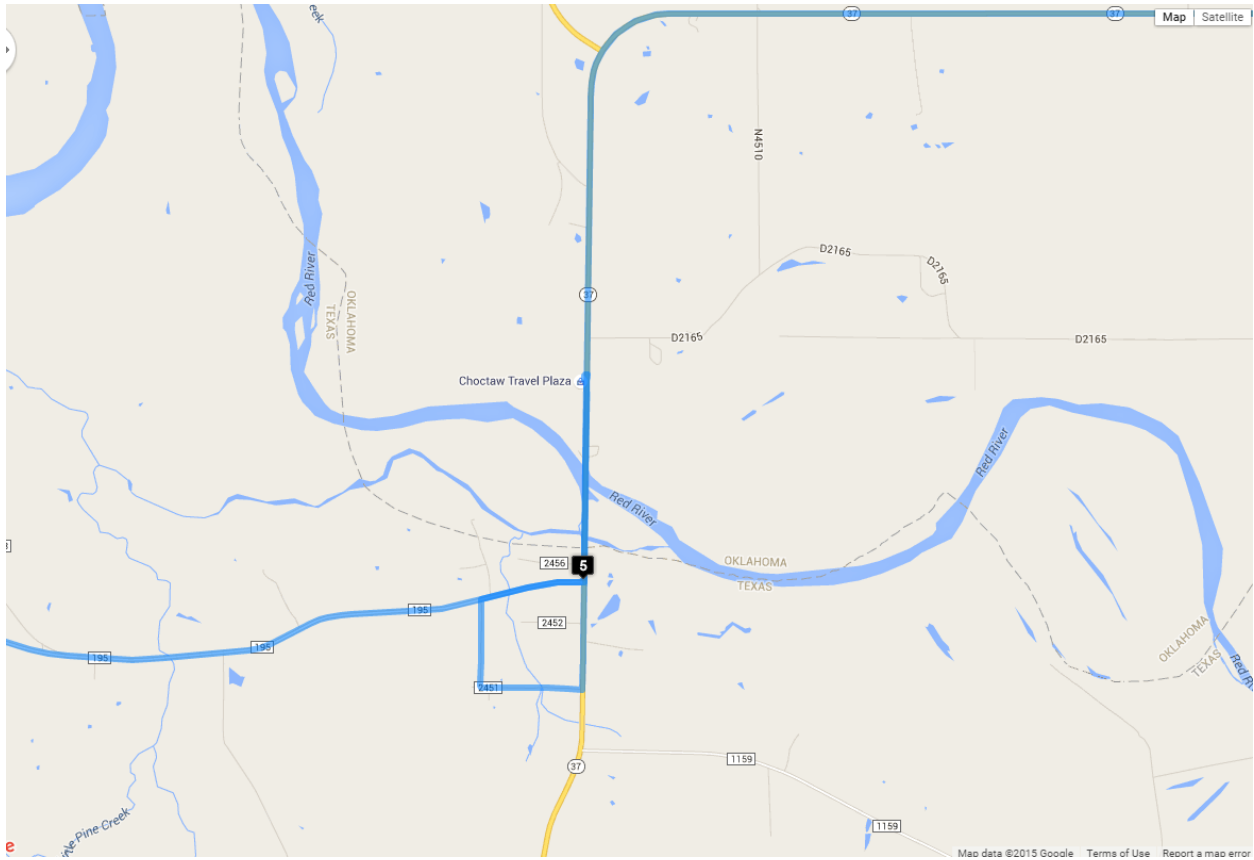 37
37
Map
Satellite
N4510
D2165
D2165
Red River
OKLAHOMA
TEXAS
37
D2165
D2165
Choctaw Travel Plaza
Red River
Red River
2456
5
OKLAHOMA
TEXAS
195
2452
195
195
OKLAHOMA
TEXAS
2451
1159
37
1159
Pine Creek
Map data ©2015 Google
Terms of Use
Report a map error